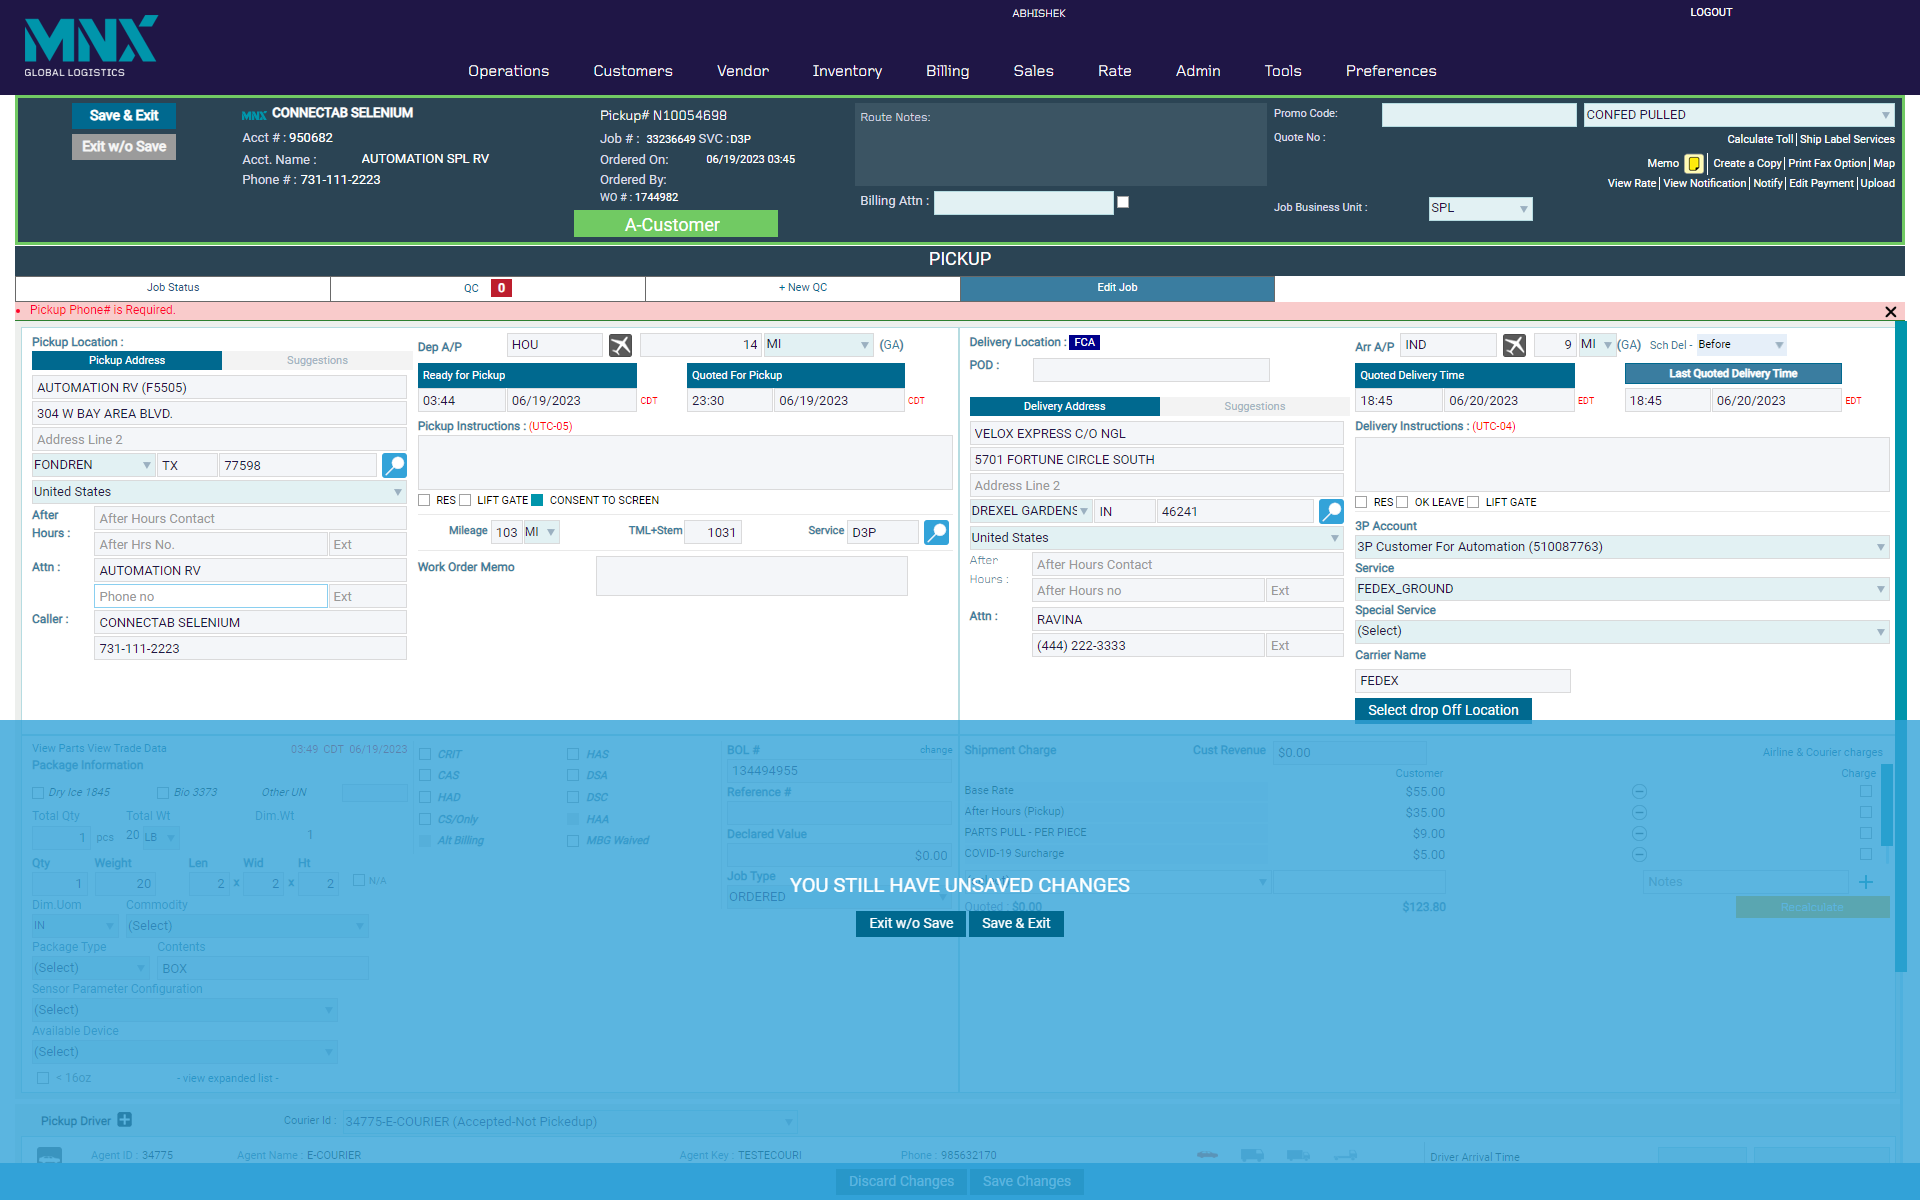 MNX
GLOBAL LOGISTICS
ABHISHEK
LOGOUT
Operations Customers Vendor Inventory Billing Sales Rate Admin Tools Preferences
Save & Exit
Exit w/o Save
MNX CONNECTAB SELENIUM
Acct # : 950682
Acct. Name : AUTOMATION SPL RV
Phone # : 731-111-2223
Pickup# N10054698
Job # : 33236649 SVC :D3P
Ordered On: 06/19/2023 03:45
Ordered By:
WO # : 1744982
A-Customer
Route Notes:
Billing Attn :
Promo Code:
CONFED PULLED
Quote No :
Calculate Toll | Ship Label Services
Memo | Create a Copy | Print Fax Option | Map
View Rate | View Notification | Notify | Edit Payment | Upload
Job Business Unit : SPL
PICKUP
Job Status QC 0 + New QC Edit Job
Pickup Phone# is Required.
Pickup Location :
Pickup Address Suggestions
AUTOMATION RV (F5505)
304 W BAY AREA BLVD.
Address Line 2
FONDREN TX 77598
United States
After Hours : After Hours Contact
After Hrs No. Ext
Attn : AUTOMATION RV
Phone no Ext
Caller : CONNECTAB SELENIUM
731-111-2223
Dep A/P HOU 14 MI (GA)
Ready for Pickup Quoted For Pickup
03:44 06/19/2023 CDT 23:30 06/19/2023 CDT
Pickup Instructions : (UTC-05)
RES LIFT GATE CONSENT TO SCREEN
Mileage 103 MI TML+Stem 1031 Service D3P
Work Order Memo
Delivery Location : FCA
POD :
Delivery Address Suggestions
VELOX EXPRESS C/O NGL
5701 FORTUNE CIRCLE SOUTH
Address Line 2
DREXEL GARDENS IN 46241
United States
After Hours : After Hours Contact
After Hours no Ext
Attn : RAVINA
(444) 222-3333 Ext
Arr A/P IND 9 MI (GA) Sch Del - Before
Quoted Delivery Time Last Quoted Delivery Time
18:45 06/20/2023 EDT 18:45 06/20/2023 EDT
Delivery Instructions : (UTC-04)
RES OK LEAVE LIFT GATE
3P Account
3P Customer For Automation (510087763)
Service
FEDEX_GROUND
Special Service
(Select)
Carrier Name
FEDEX
Select drop Off Location
View Parts View Trade Data 03:49 CDT 06/19/2023
Package Information
Dry Ice 1845 Bio 3373 Other UN
Total Qty Total Wt Dim.Wt
1 pcs 20 LB 1
Qty Weight Len Wid Ht
1 20 2 x 2 x 2 N/A
Dim.Uom Commodity
IN (Select)
Package Type Contents
(Select) BOX
Sensor Parameter Configuration
(Select)
Available Device
(Select)
< 16oz - view expanded list -
CRIT HAS
CAS DSA
HAD DSC
CS/Only HAA
Alt Billing MBG Waived
BOL # change
134494955
Reference #
Declared Value
$0.00
Job Type
ORDERED
Shipment Charge Cust Revenue $0.00 Airline & Courier charges
Customer Charge
Base Rate $55.00
After Hours (Pickup) $35.00
PARTS PULL - PER PIECE $9.00
COVID-19 Surcharge $5.00
Notes
Quoted : $0.00 $123.80 Recalculate
YOU STILL HAVE UNSAVED CHANGES
Exit w/o Save Save & Exit
Pickup Driver Courier Id : 34775-E-COURIER (Accepted-Not Pickedup)
Agent ID : 34775 Agent Name : E-COURIER Agent Key : TESTECOURI Phone : 985632170 Driver Arrival Time
Discard Changes Save Changes